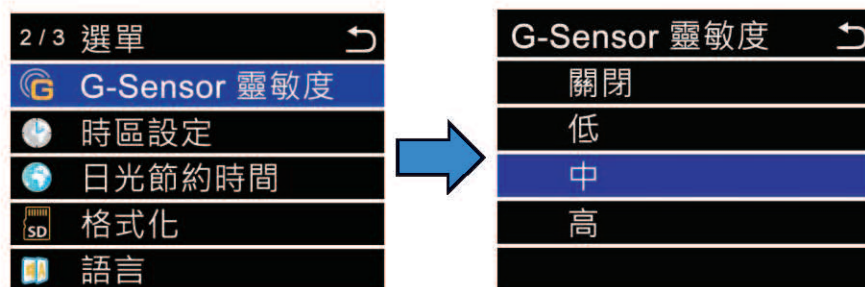 2/3 選單
G-Sensor 靈敏度
時區設定
日光節約時間
SD 格式化
語言
G-Sensor 靈敏度
關閉
低
中
高